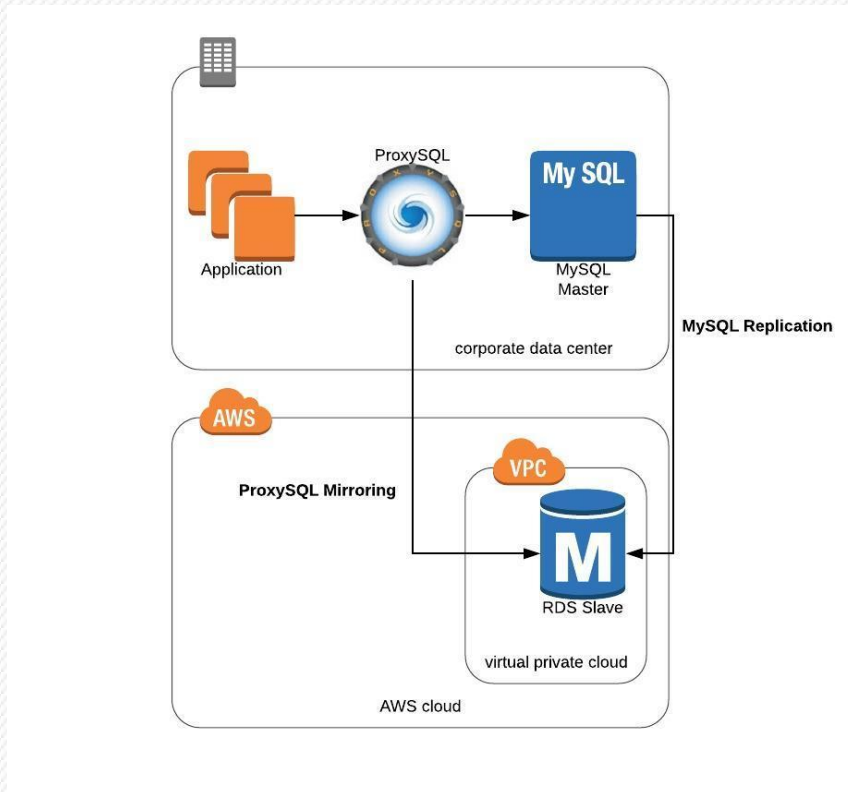 ProxySQL
PROXYSQL
My SQL
Application
MySQL
Master
MySQL Replication
corporate data center
AWS
VPC
ProxySQL Mirroring
M
RDS Slave
virtual private cloud
AWS cloud